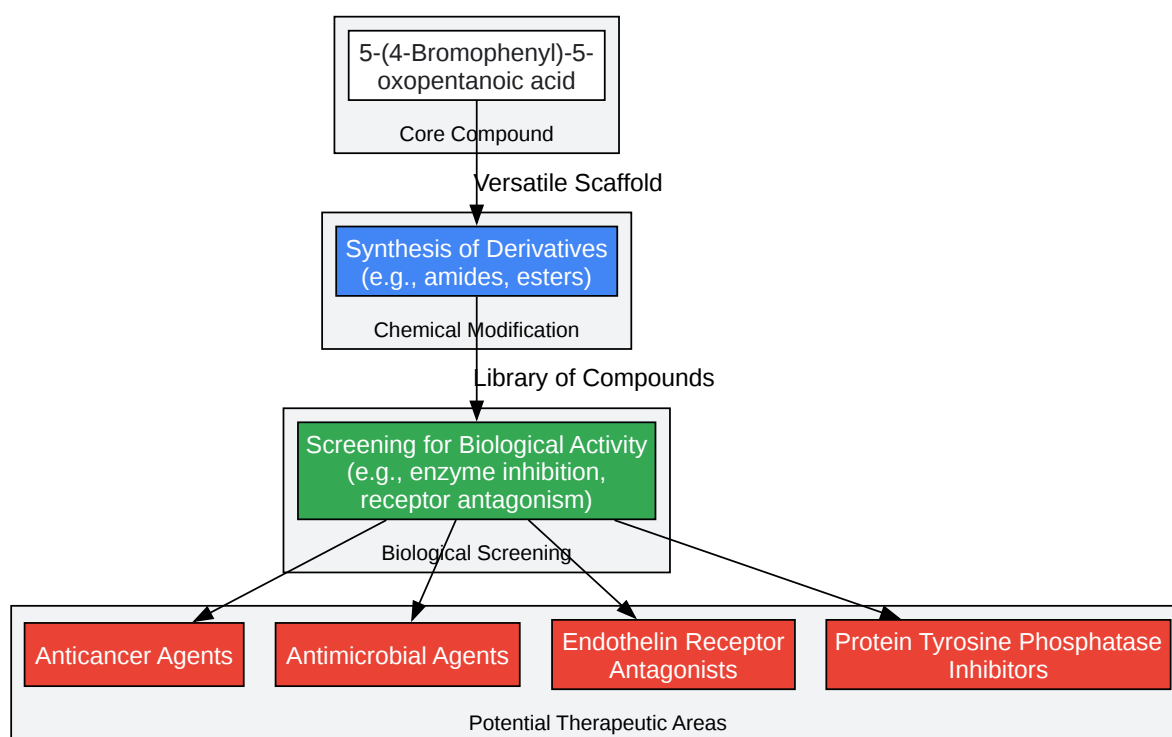 5-(4-Bromophenyl)-5-
oxopentanoic acid
Core Compound
Versatile Scaffold
Synthesis of Derivatives
(e.g., amides, esters)
Chemical Modification
Library of Compounds
Screening for Biological Activity
(e.g., enzyme inhibition,
receptor antagonism)
Biological Screening
Anticancer Agents
Antimicrobial Agents
Endothelin Receptor
Antagonists
Protein Tyrosine Phosphatase
Inhibitors
Potential Therapeutic Areas